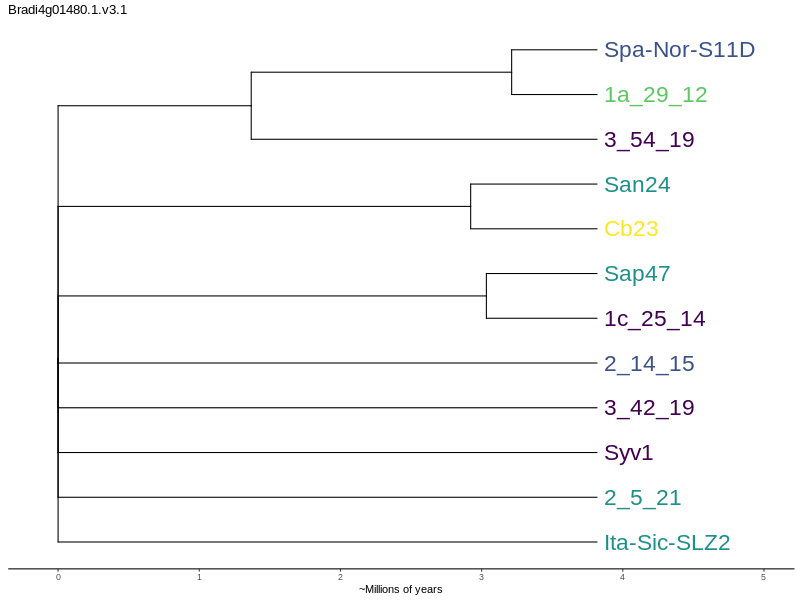 Bradi4g01480.1.v3.1
Spa-Nor-S11D
1a_29_12
3_54_19
San24
Cb23
Sap47
1c_25_14
2_14_15
3_42_19
Syv1
2_5_21
Ita-Sic-SLZ2
0 1 2 3 4 5
~Millions of years